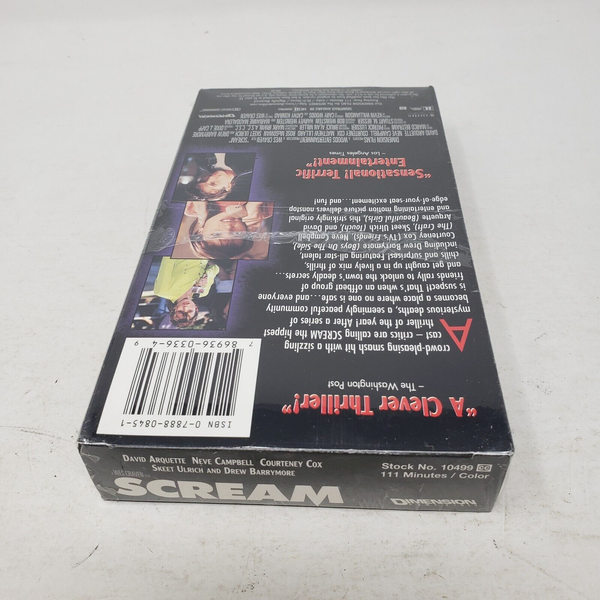 "A Clever Thriller!"
– The Washington Post
A crowd-pleasing smash hit with a sizzling
cast – critics are calling SCREAM the hippest
thriller of the year! After a series of
mysterious deaths, a seemingly peaceful community
becomes a place where no one is safe...and everyone
is suspect! That's when an offbeat group of
friends rally to unlock the town's deadly secrets...
and get caught up in a lively mix of thrills,
chills and surprises! Featuring all-star talent,
including Drew Barrymore (Boys On The Side)
Courteney Cox (TV's Friends), Neve Campbell
(The Craft), Skeet Ulrich (Touch), and David
Arquette (Beautiful Girls), this strikingly original
and entertaining motion picture delivers nonstop
edge-of-your-seat excitement...and fun!
"Sensational! Terrific
Entertainment!"
– Los Angeles Times
ISBN 0-7888-0845-1
7 86936-0336-4 9
DAVID ARQUETTE NEVE CAMPBELL COURTENEY COX
SKEET ULRICH AND DREW BARRYMORE
SCREAM
Stock No. 10499 CC
111 Minutes / Color
DIMENSION